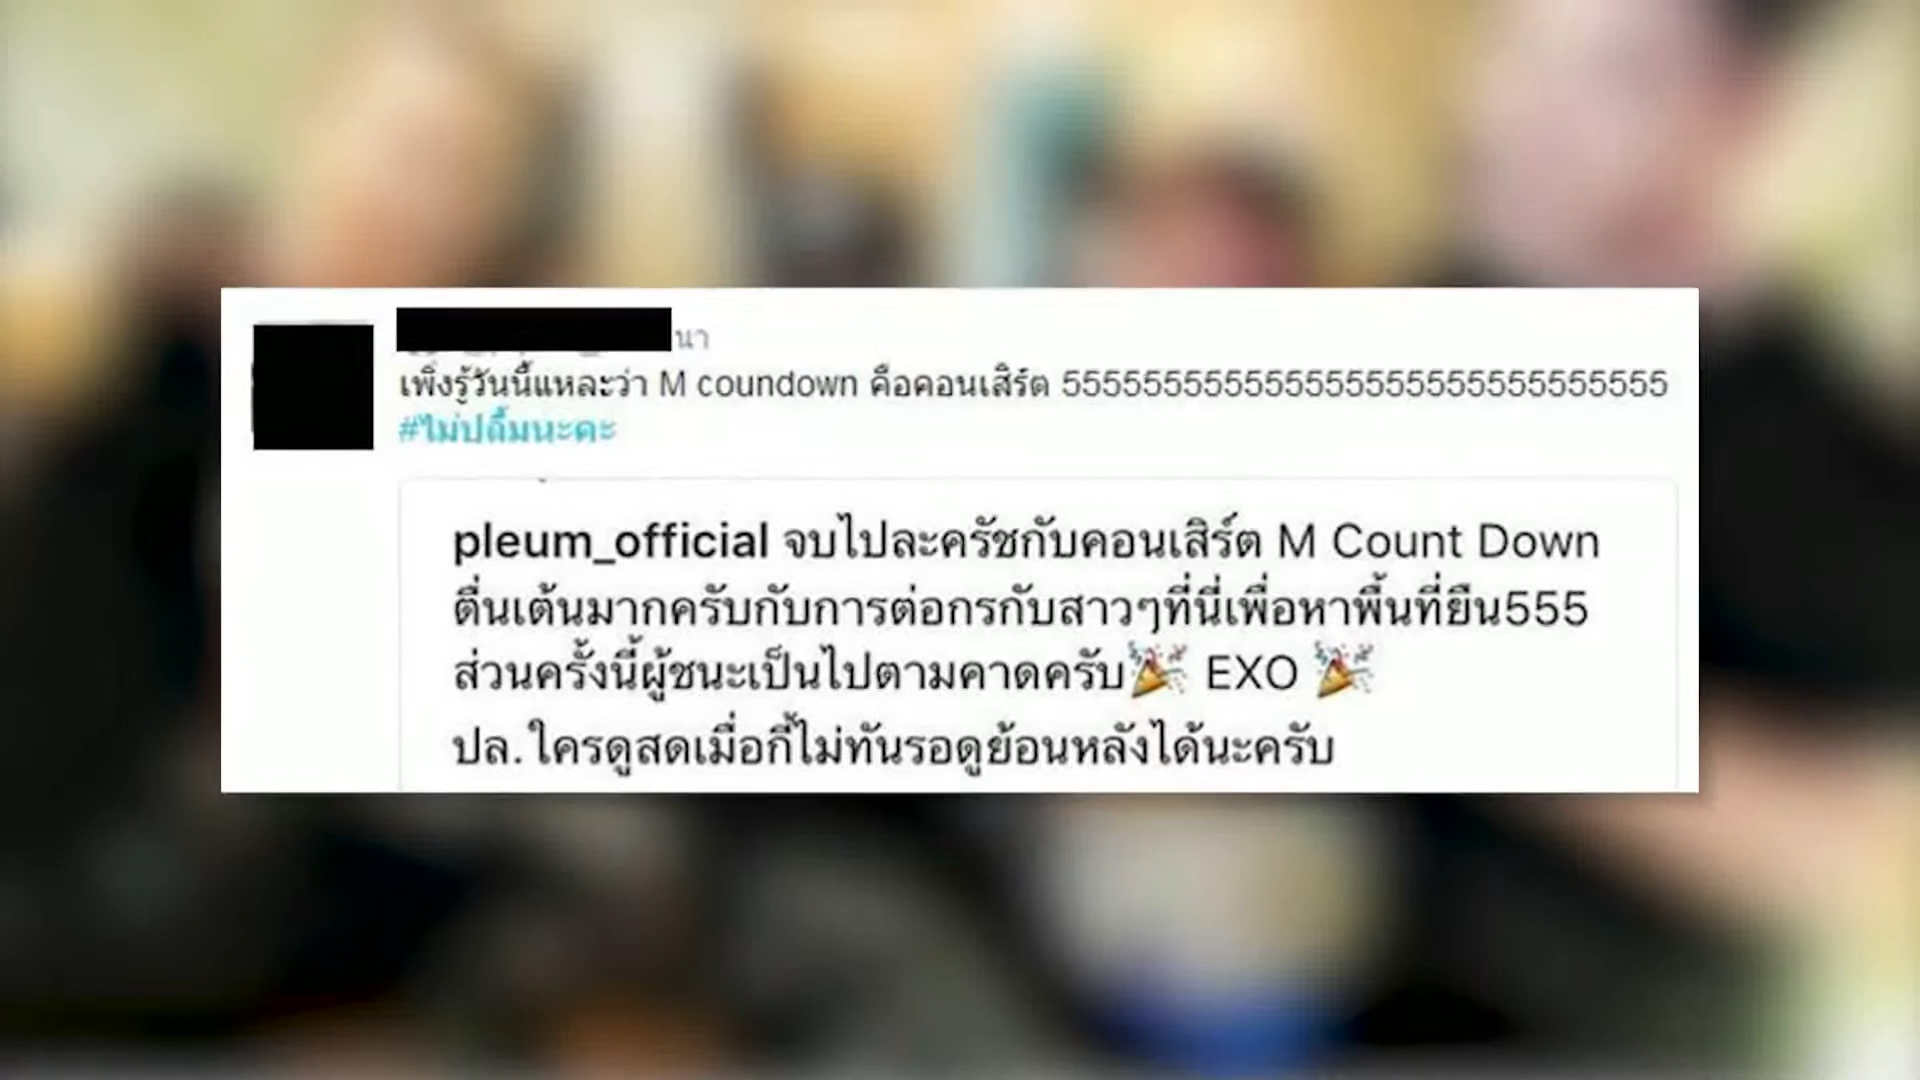 นา
เพิ่งรู้วันนี้แหละว่า M coundown คือคอนเสิร์ต 555555555555555555555555555555
#ไม่ปลื้มนะคะ
pleum_official จบไปละครัชกับคอนเสิร์ต M Count Down
ตื่นเต้นมากครับกับการต่อกรกับสาวๆที่นี่เพื่อหาพื้นที่ยืน555
ส่วนครั้งนี้ผู้ชนะเป็นไปตามคาดครับ🎉 EXO 🎉
ปล. ใครดูสดเมื่อกี้ไม่ทันรอดูย้อนหลังได้นะครับ